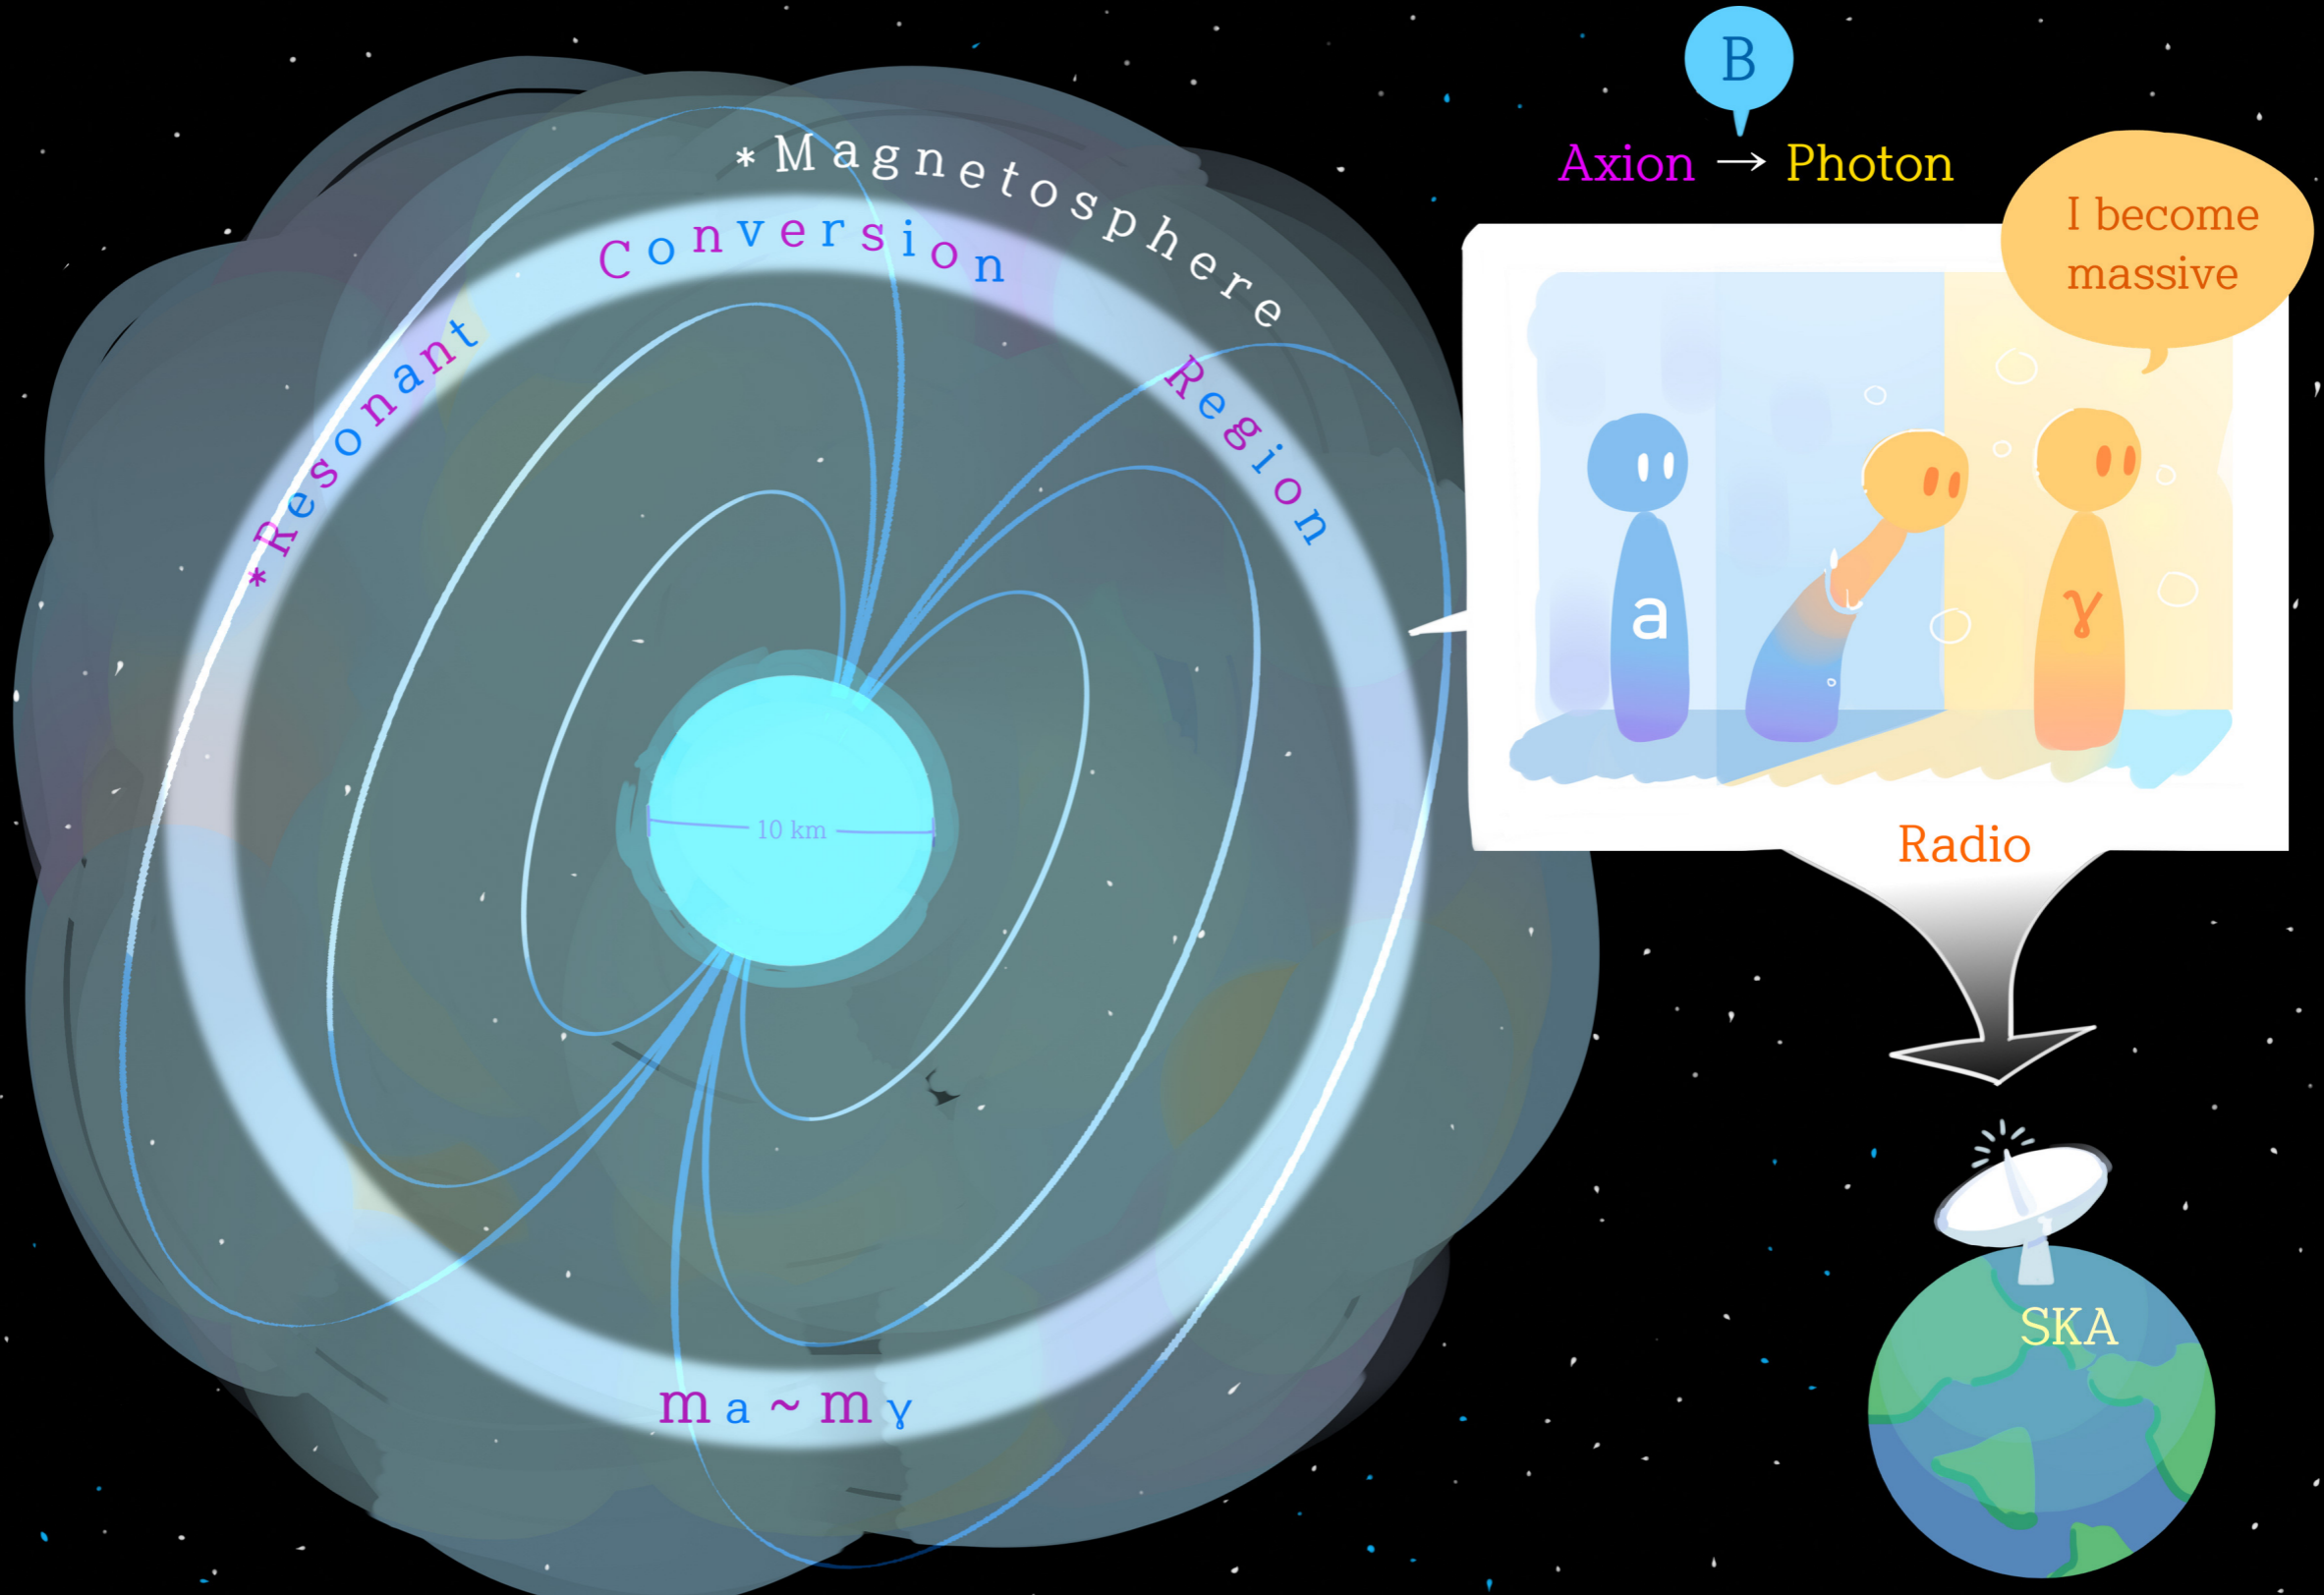 B
Axion → Photon
I become
massive
*Magnetosphere
*Resonant Conversion Region
a
γ
10 km
Radio
SKA
ma~mγ